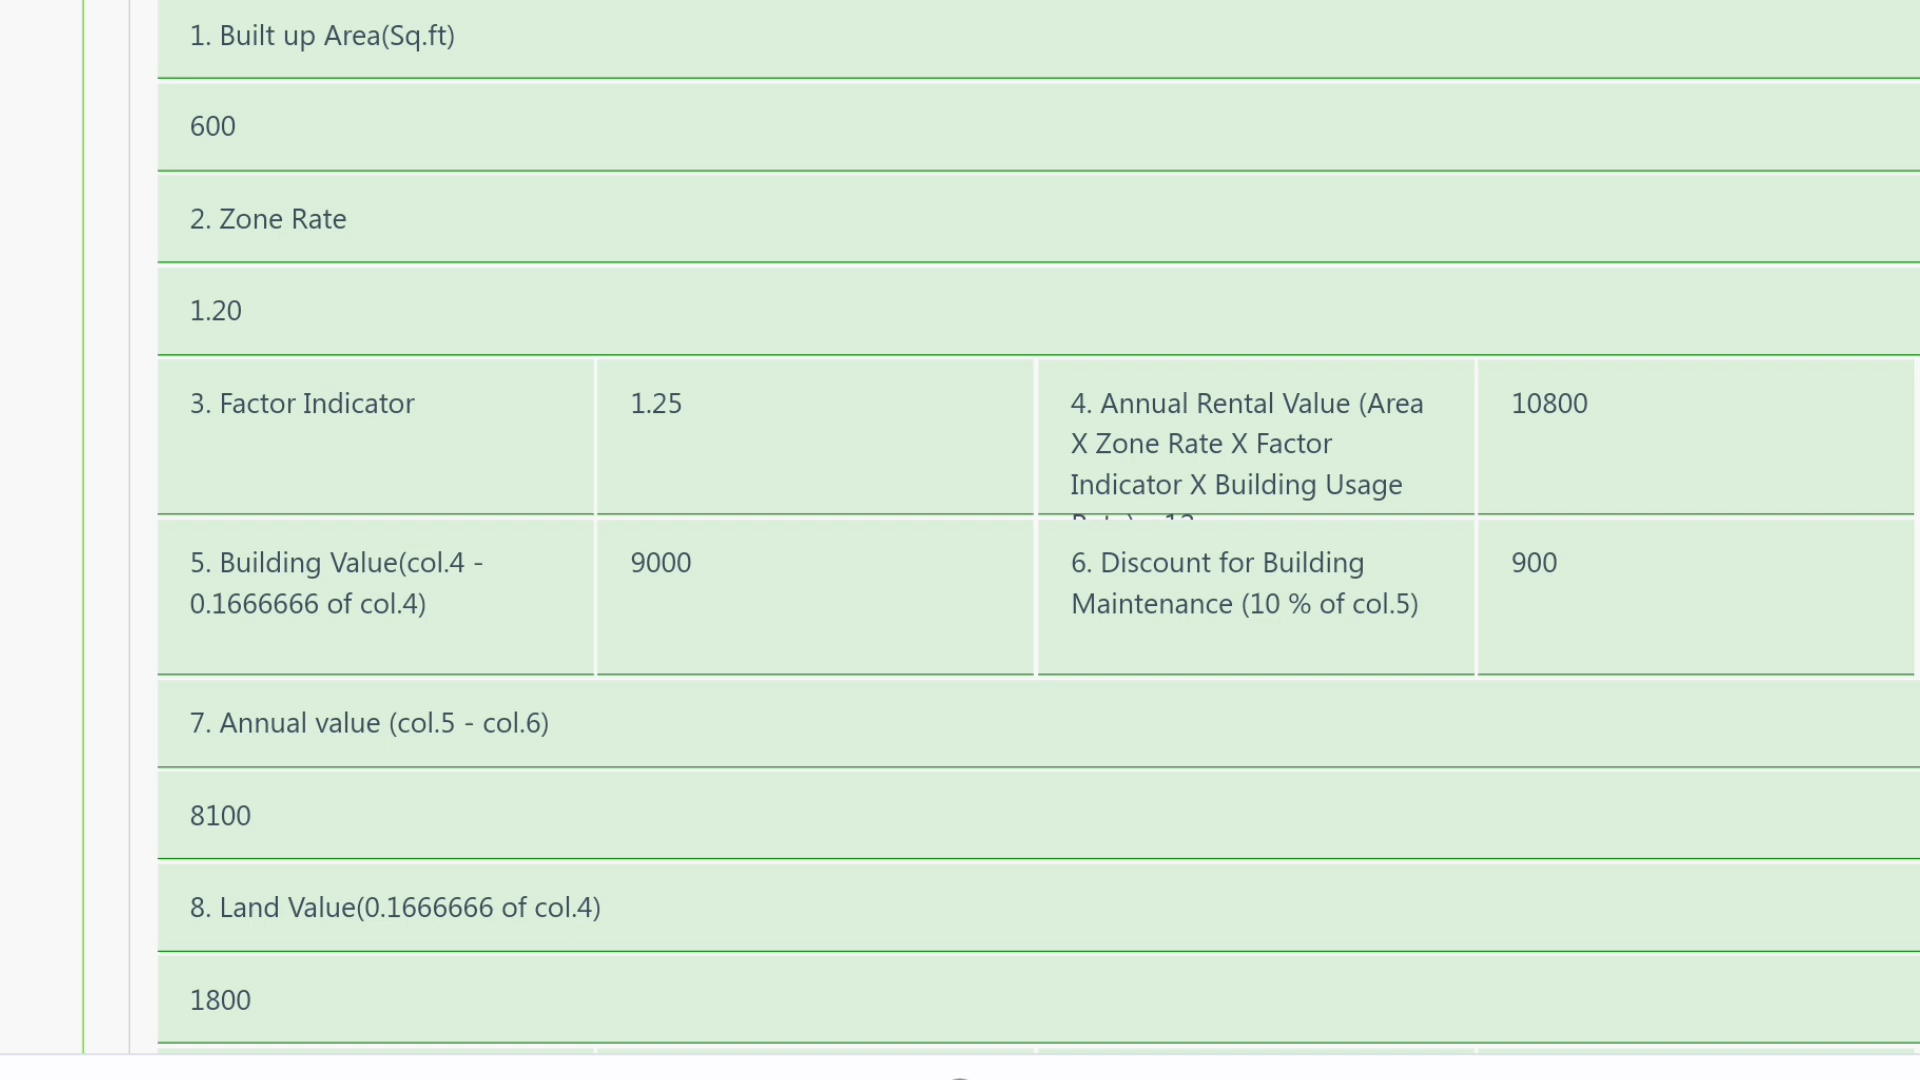 1. Built up Area(Sq.ft)
600
2. Zone Rate
1.20
3. Factor Indicator
1.25
4. Annual Rental Value (Area
X Zone Rate X Factor
Indicator X Building Usage
10800
5. Building Value(col.4 -
0.1666666 of col.4)
9000
6. Discount for Building
Maintenance (10 % of col.5)
900
7. Annual value (col.5 - col.6)
8100
8. Land Value(0.1666666 of col.4)
1800